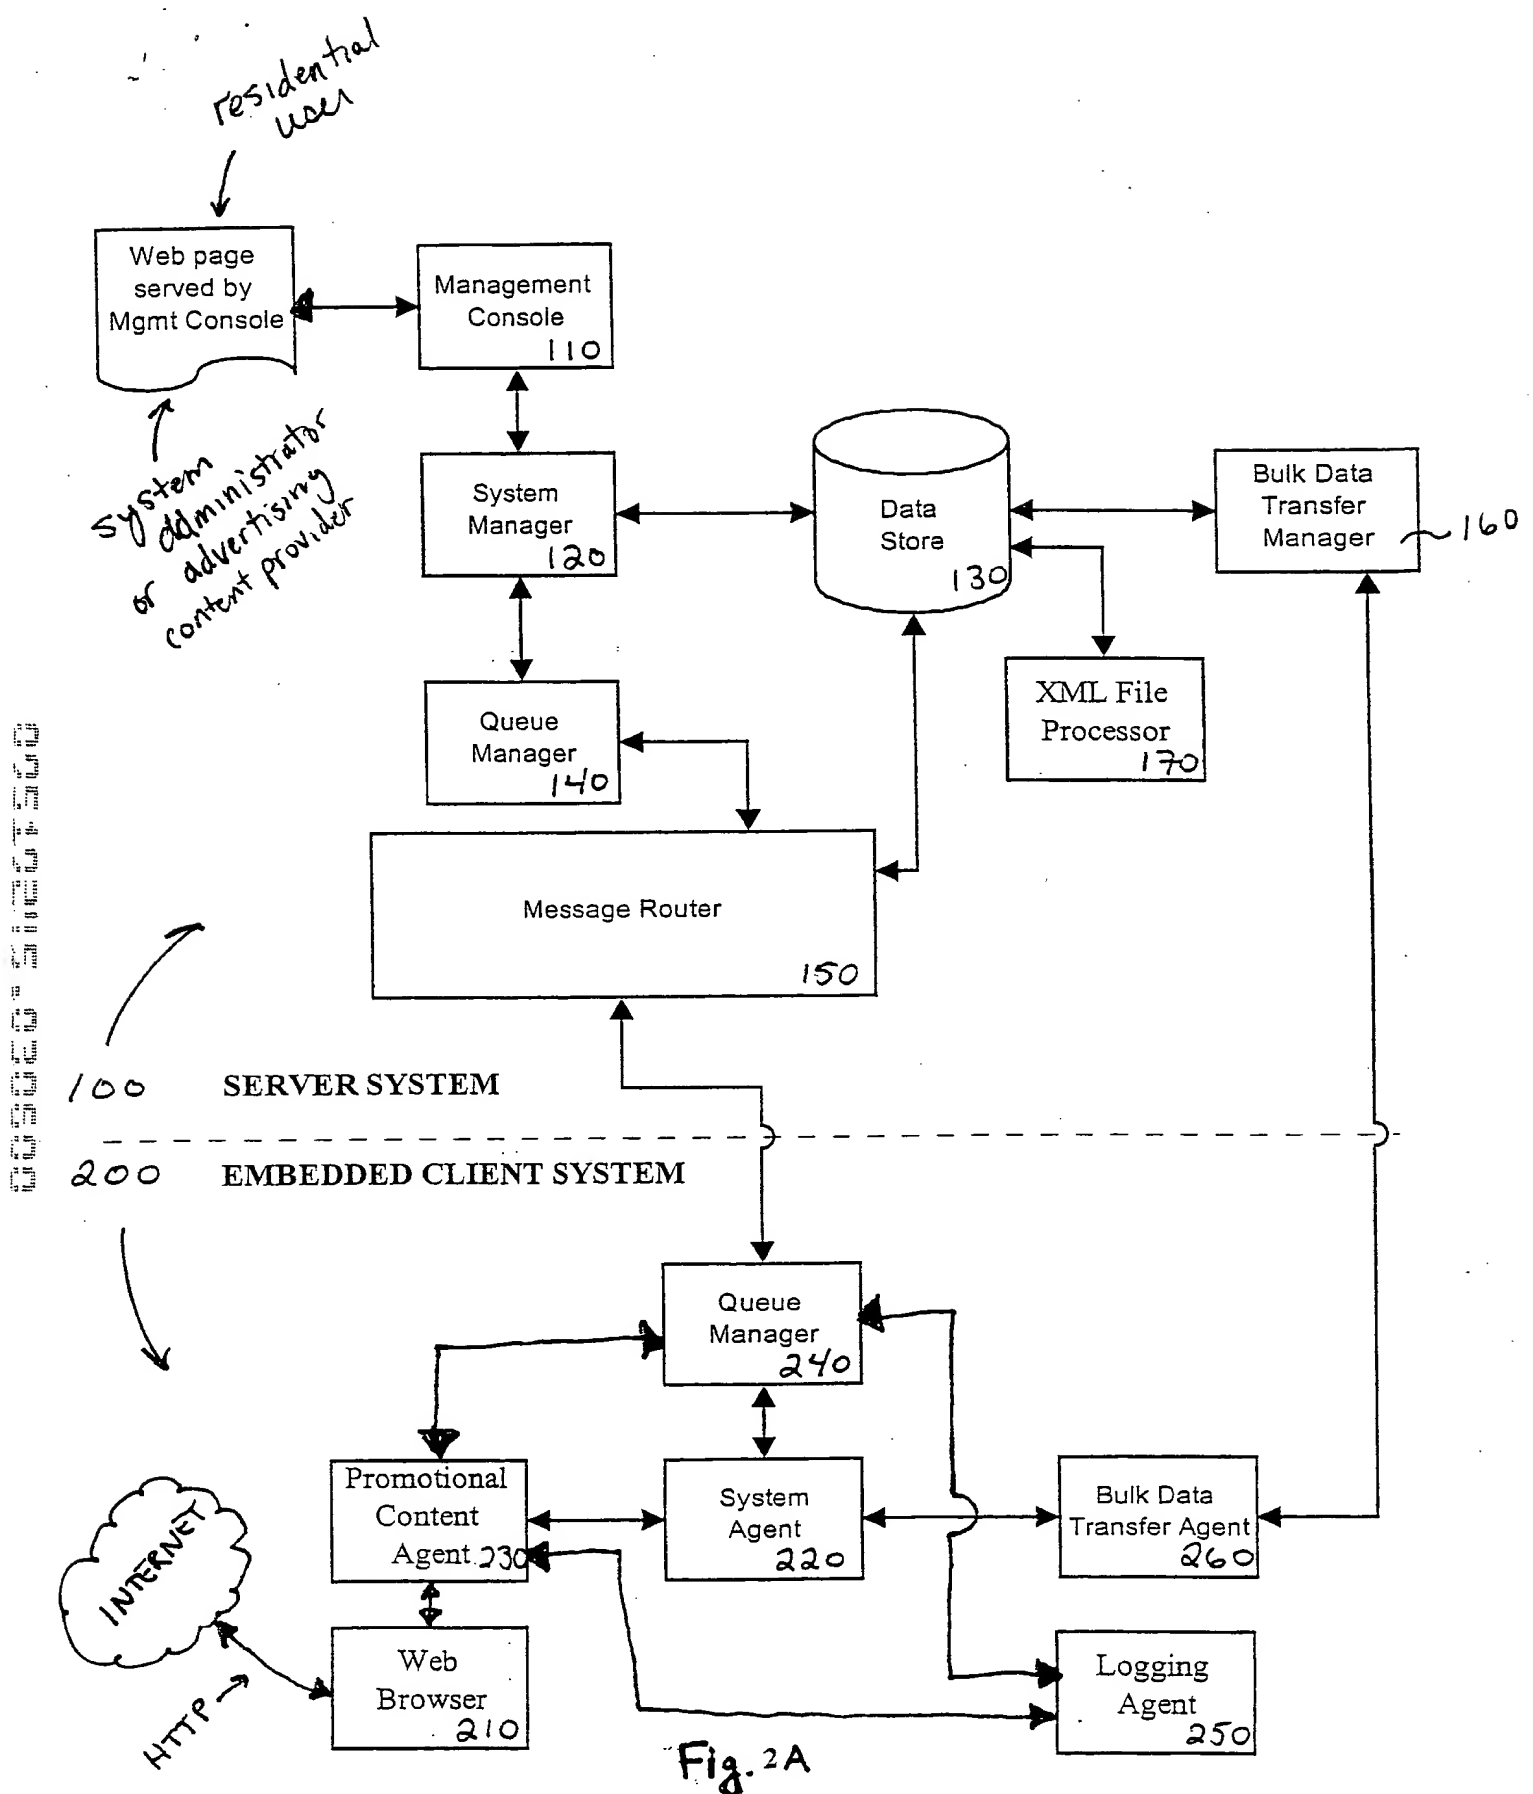 residential
user
Web page
served by
Mgmt Console
Management
Console
110
System
administrator
or advertising
content provider
System
Manager
120
Data
Store
130
Bulk Data
Transfer
Manager
160
Queue
Manager
140
XML File
Processor
170
Message Router
150
100 SERVER SYSTEM
200 EMBEDDED CLIENT SYSTEM
Queue
Manager
240
Promotional
Content
Agent 230
System
Agent
220
Bulk Data
Transfer Agent
260
INTERNET
HTTP
Web
Browser
210
Logging
Agent
250
Fig. 2A